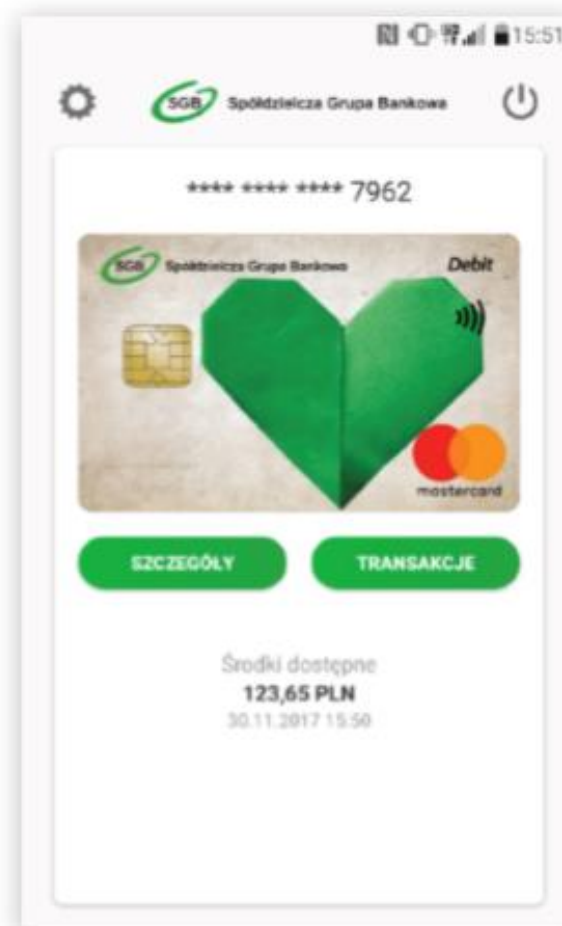 15:51
SGB Spółdzielcza Grupa Bankowa
**** **** **** 7962
SGB Spółdzielcza Grupa Bankowa Debit
mastercard
SZCZEGÓŁY TRANSAKCJE
Środki dostępne
123,65 PLN
30.11.2017 15:50